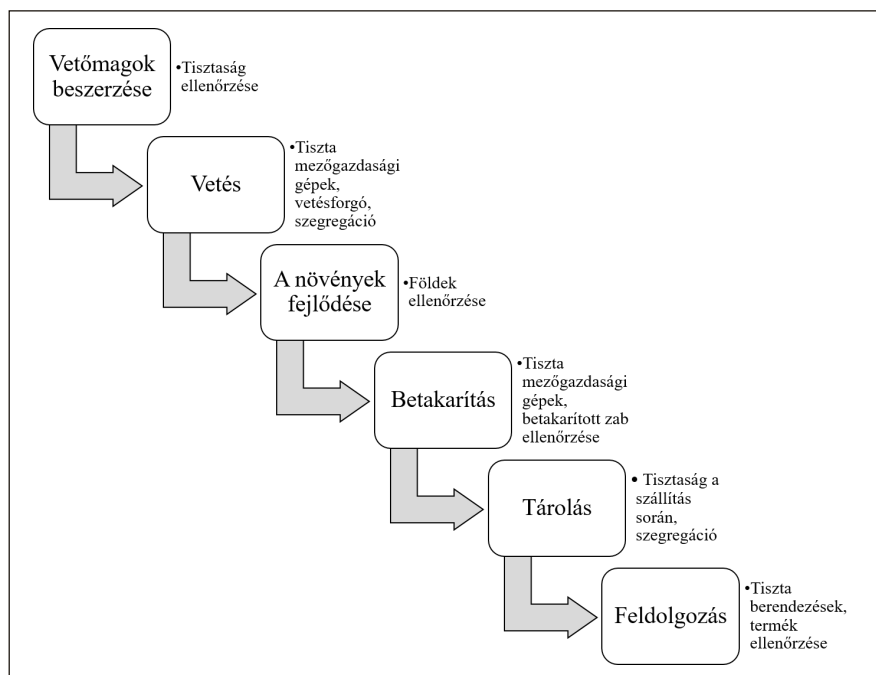 Vetőmagok
beszerzése
•Tisztaság
ellenőrzése
Vetés
•Tiszta
mezőgazdasági
gépek,
vetésforgó,
szegregáció
A növények
fejlődése
•Földek
ellenőrzése
Betakarítás
•Tiszta
mezőgazdasági
gépek,
betakarított zab
ellenőrzése
Tárolás
• Tisztaság a
szállítás
során,
szegregáció
Feldolgozás
•Tiszta
berendezések,
termék
ellenőrzése